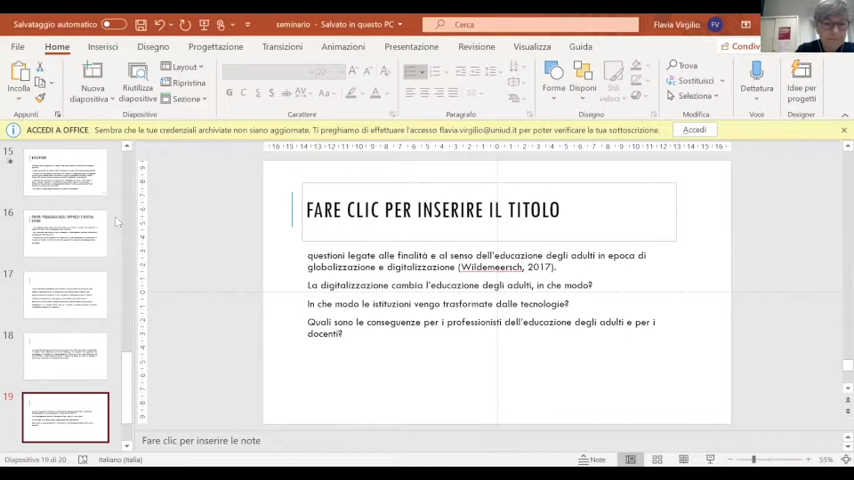 Salvataggio automatico
seminario - Salvato in questo PC
Cerca
Flavia Virgilio
FV
File Home Inserisci Disegno Progettazione Transizioni Animazioni Presentazione Revisione Visualizza Guida
Condivi
Incolla
Nuova
diapositiva
Riutilizza
diapositive
Layout
Ripristina
Sezione
Forme
Disponi
Stili
veloci
Trova
Sostituisci
Seleziona
Dettatura
Idee per
progetti
Appunti
Diapositive
Carattere
Paragrafo
Disegno
Modifica
Voce
ACCEDI A OFFICE Sembra che le tue credenziali archiviate non siano aggiornate. Ti preghiamo di effettuare l'accesso flavia.virgilio@uniud.it per poter verificare la tua sottoscrizione. Accedi
15
16
17
18
19
FARE CLIC PER INSERIRE IL TITOLO
questioni legate alle finalità e al senso dell'educazione degli adulti in epoca di
globalizzazione e digitalizzazione (Wildemeersch, 2017).
La digitalizzazione cambia l'educazione degli adulti, in che modo?
In che modo le istituzioni vengo trasformate dalle tecnologie?
Quali sono le conseguenze per i professionisti dell'educazione degli adulti e per i
docenti?
Fare clic per inserire le note
Diapositiva 19 di 20
Italiano (Italia)
Note
55%